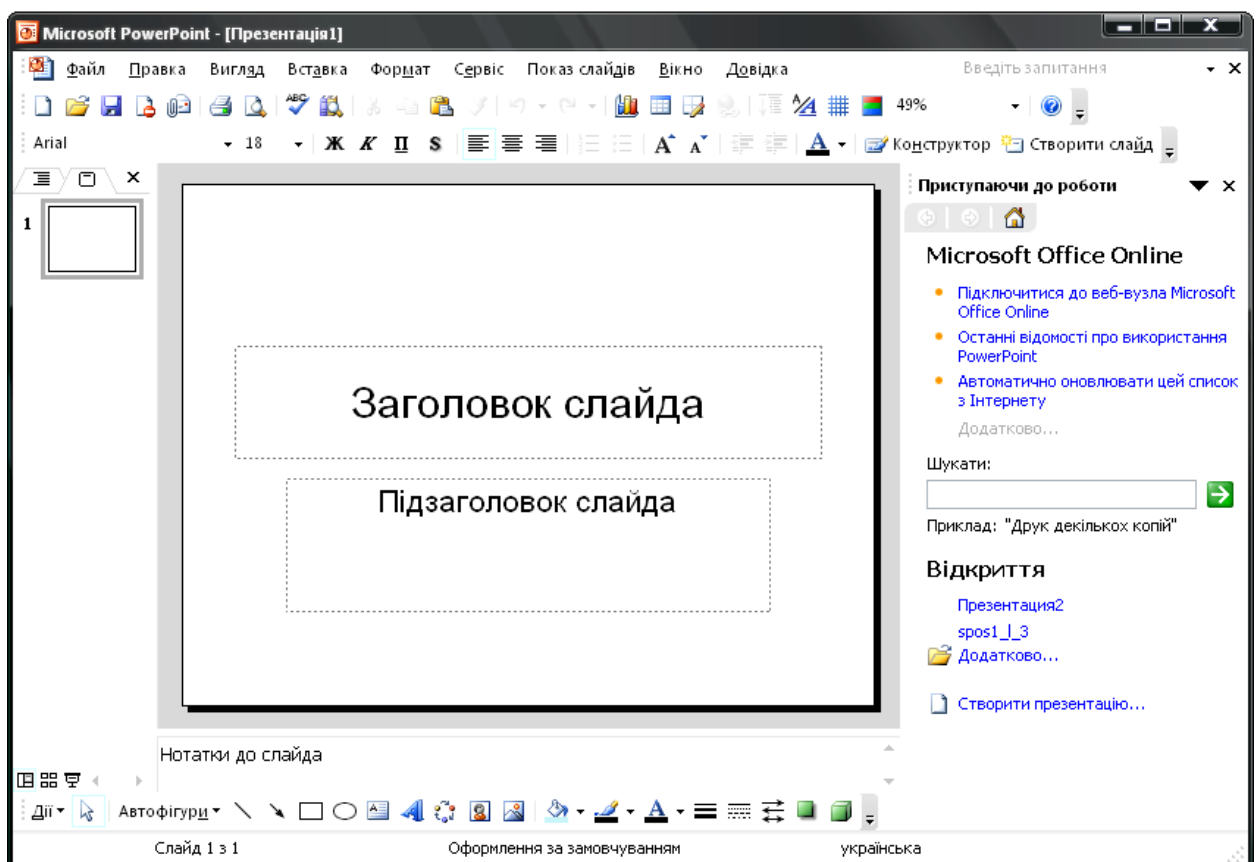 Microsoft PowerPoint - [Презентація1]
Файл Правка Вигляд Вставка Формат Сервіс Показ слайдів Вікно Довідка Введіть запитання
49%
Arial 18 Ж К П S Конструктор Створити слайд
Приступаючи до роботи
1
Microsoft Office Online
Підключитися до веб-вузла Microsoft
Office Online
Останні відомості про використання
PowerPoint
Автоматично оновлювати цей список
з Інтернету
Додатково...
Шукати:
Приклад: "Друк декількох копій"
Відкриття
Презентация2
spos1_l_3
Додатково...
Створити презентацію...
Заголовок слайда
Підзаголовок слайда
Нотатки до слайда
Дії Автофігури
Слайд 1 з 1 Оформлення за замовчуванням українська